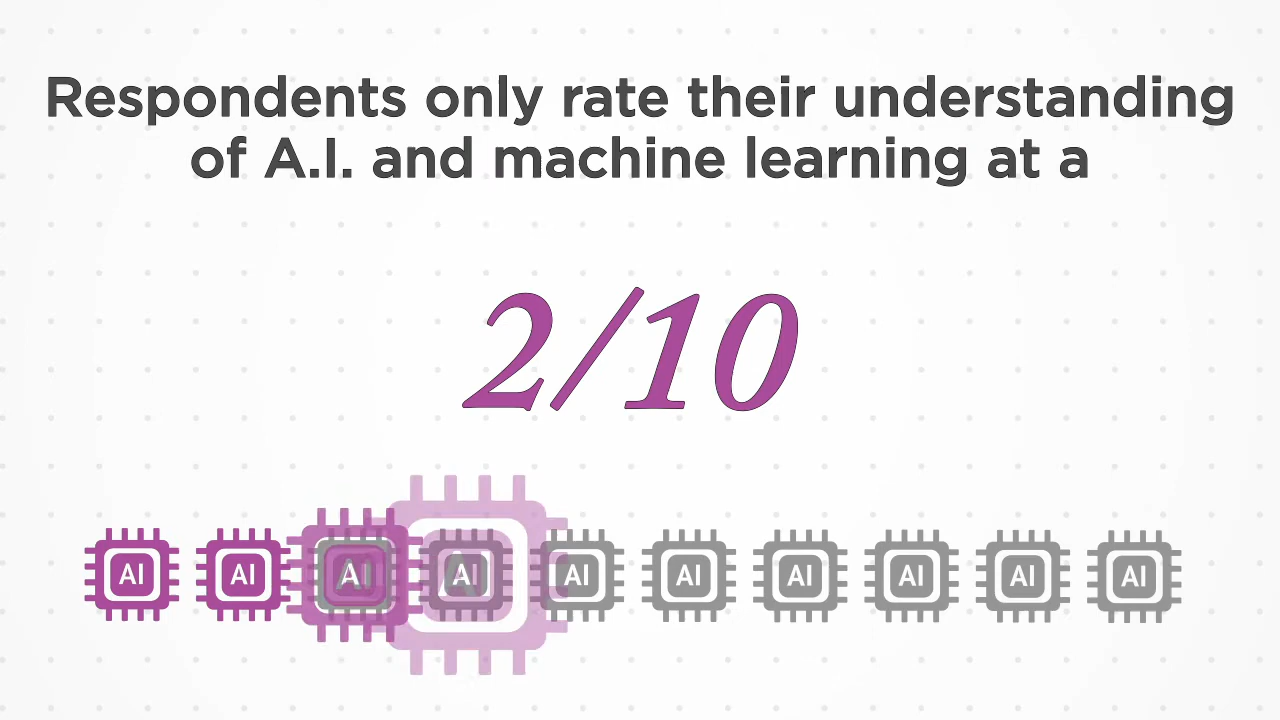 Respondents only rate their understanding
of A.I. and machine learning at a
2/10
AI AI AI AI AI AI AI AI AI AI